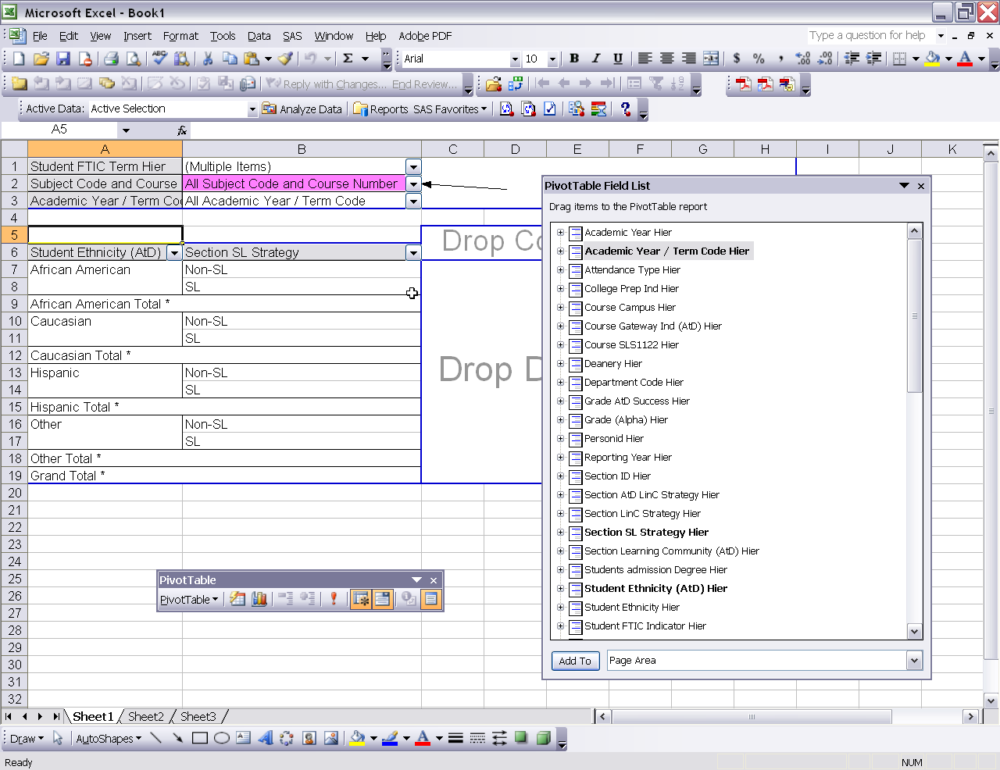 Microsoft Excel - Book1
File Edit View Insert Format Tools Data SAS Window Help Adobe PDF Type a question for help
Arial 10 B I U $ % ,
Reply with Changes... End Review...
Active Data: Active Selection Analyze Data Reports SAS Favorites
A5 fx
A B C D E F G H I J K
1 Student FTIC Term Hier (Multiple Items)
2 Subject Code and Course All Subject Code and Course Number
3 Academic Year / Term Co All Academic Year / Term Code
4
5 Drop Co
6 Student Ethnicity (AtD) Section SL Strategy
7 African American Non-SL
8 SL
9 African American Total *
10 Caucasian Non-SL
11 SL
12 Caucasian Total *
13 Hispanic Non-SL
14 SL
15 Hispanic Total *
16 Other Non-SL
17 SL
18 Other Total *
19 Grand Total *
Drop D
20
21
22
23
24
25
26
27
28
29
30
31
32
PivotTable Field List
Drag items to the PivotTable report
Academic Year Hier
Academic Year / Term Code Hier
Attendance Type Hier
College Prep Ind Hier
Course Campus Hier
Course Gateway Ind (AtD) Hier
Course SLS1122 Hier
Deanery Hier
Department Code Hier
Grade AtD Success Hier
Grade (Alpha) Hier
Personid Hier
Reporting Year Hier
Section ID Hier
Section AtD LinC Strategy Hier
Section LinC Strategy Hier
Section SL Strategy Hier
Section Learning Community (AtD) Hier
Students admission Degree Hier
Student Ethnicity (AtD) Hier
Student Ethnicity Hier
Student FTIC Indicator Hier
Add To Page Area
PivotTable
PivotTable
Sheet1 Sheet2 Sheet3
Draw AutoShapes
Ready NUM